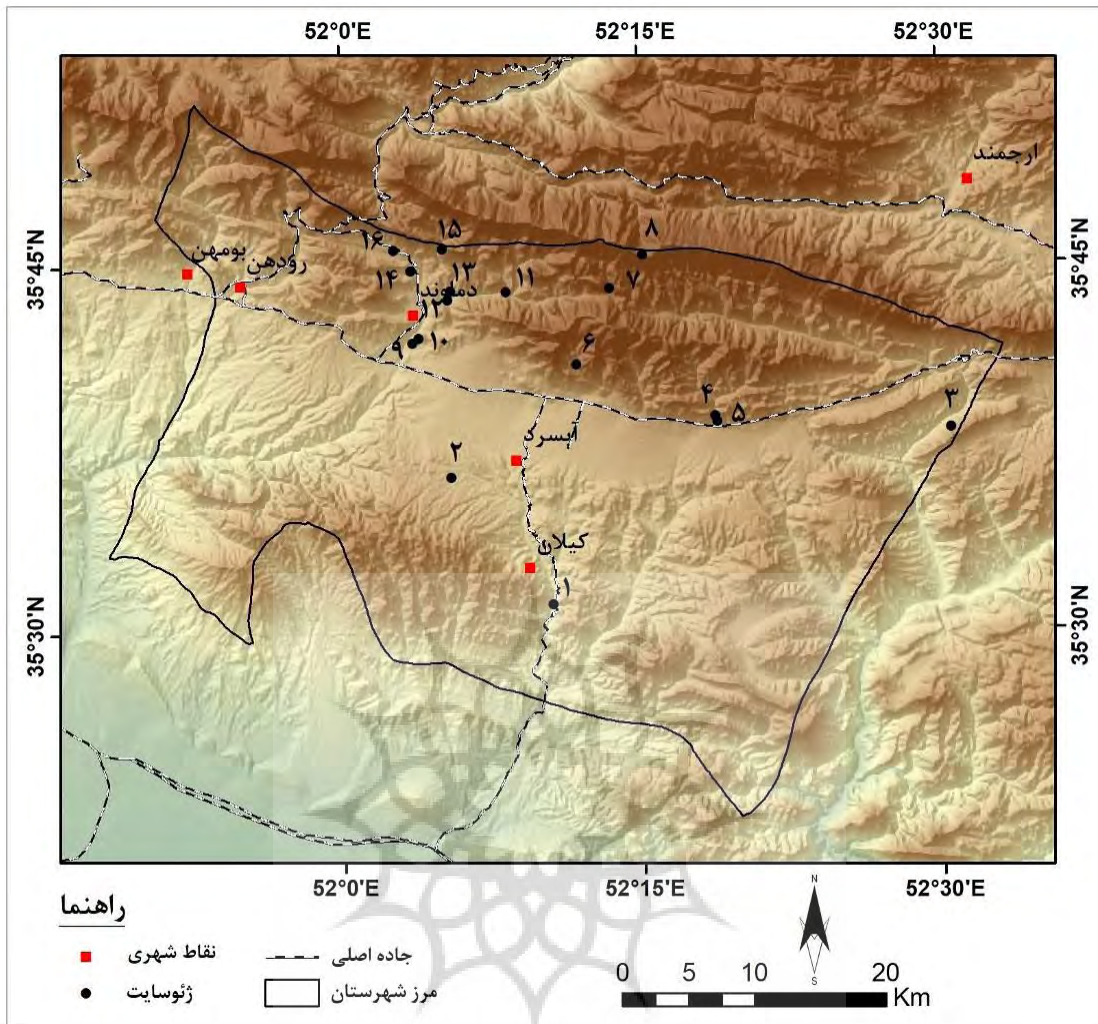 52°0'E 52°15'E 52°30'E
ارجمند
35°45'N
35°45'N
بومهن
رودهن
۱۶
۱۵
۸
۱۴
۱۳
دماوند
۱۲
۱۱
۷
۹
۱۰
۶
۴
۵
۳
آبسرد
۲
کیلان
۱
35°30'N
35°30'N
52°0'E 52°15'E 52°30'E
راهنما
نقاط شهری
جاده اصلی
ژئوسایت
مرز شهرستان
N
S
0 5 10 20
Km